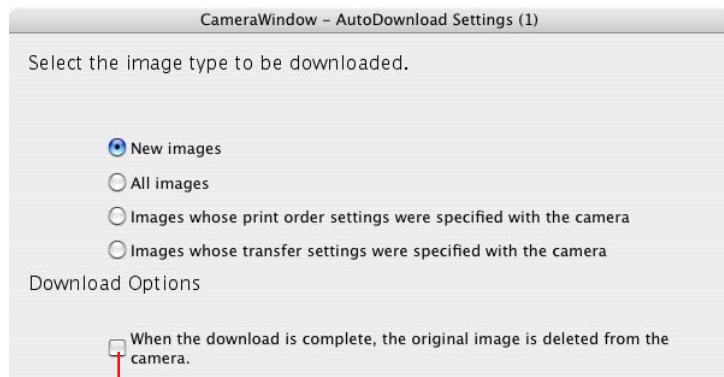 CameraWindow – AutoDownload Settings (1)
Select the image type to be downloaded.
New images
All images
Images whose print order settings were specified with the camera
Images whose transfer settings were specified with the camera
Download Options
When the download is complete, the original image is deleted from the
camera.